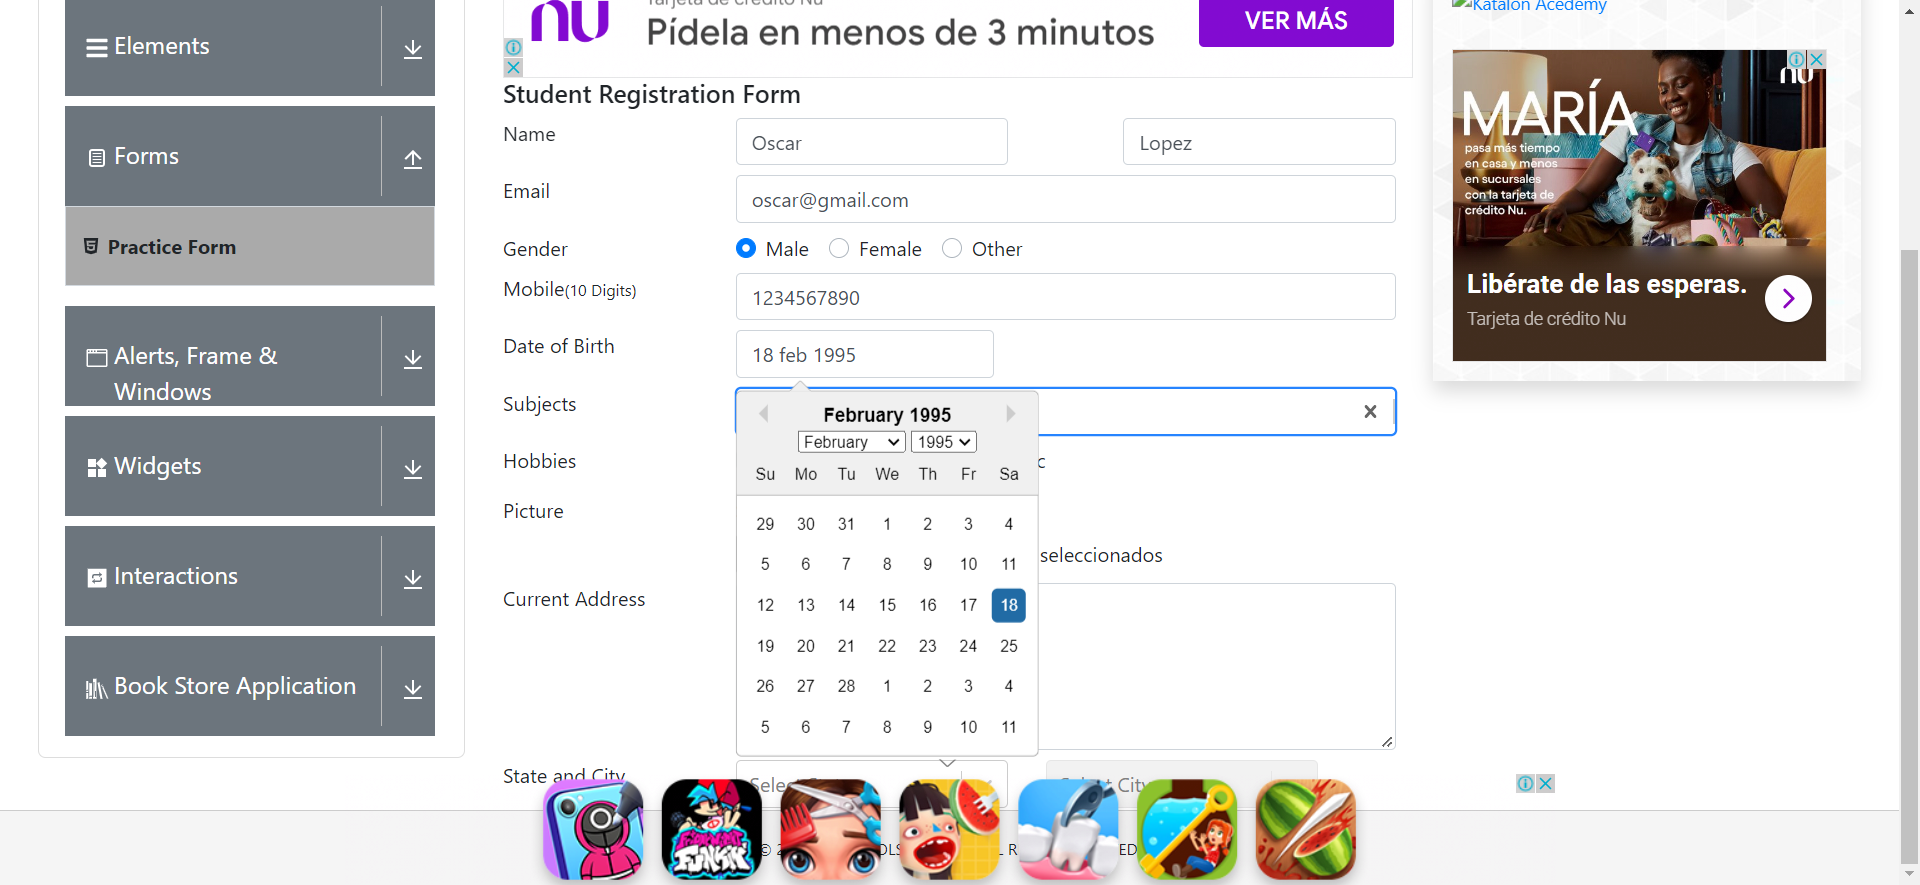 Elements
Forms
Practice Form
Alerts, Frame &
Windows
Widgets
Interactions
Book Store Application
nu
Tarjeta de crédito Nu
Pídela en menos de 3 minutos
VER MÁS
Student Registration Form
Name
Oscar
Lopez
Email
oscar@gmail.com
Gender
Male
Female
Other
Mobile(10 Digits)
1234567890
Date of Birth
18 feb 1995
Subjects
February 1995
February
1995
Su Mo Tu We Th Fr Sa
29 30 31 1 2 3 4
5 6 7 8 9 10 11
12 13 14 15 16 17 18
19 20 21 22 23 24 25
26 27 28 1 2 3 4
5 6 7 8 9 10 11
Hobbies
c
Picture
seleccionados
Current Address
State and City
Select City
©
FUNKIN
Katalon Acedemy
nu
MARÍA
pasa más tiempo
en casa y menos
en sucursales
con la tarjeta de
crédito Nu.
Libérate de las esperas.
Tarjeta de crédito Nu